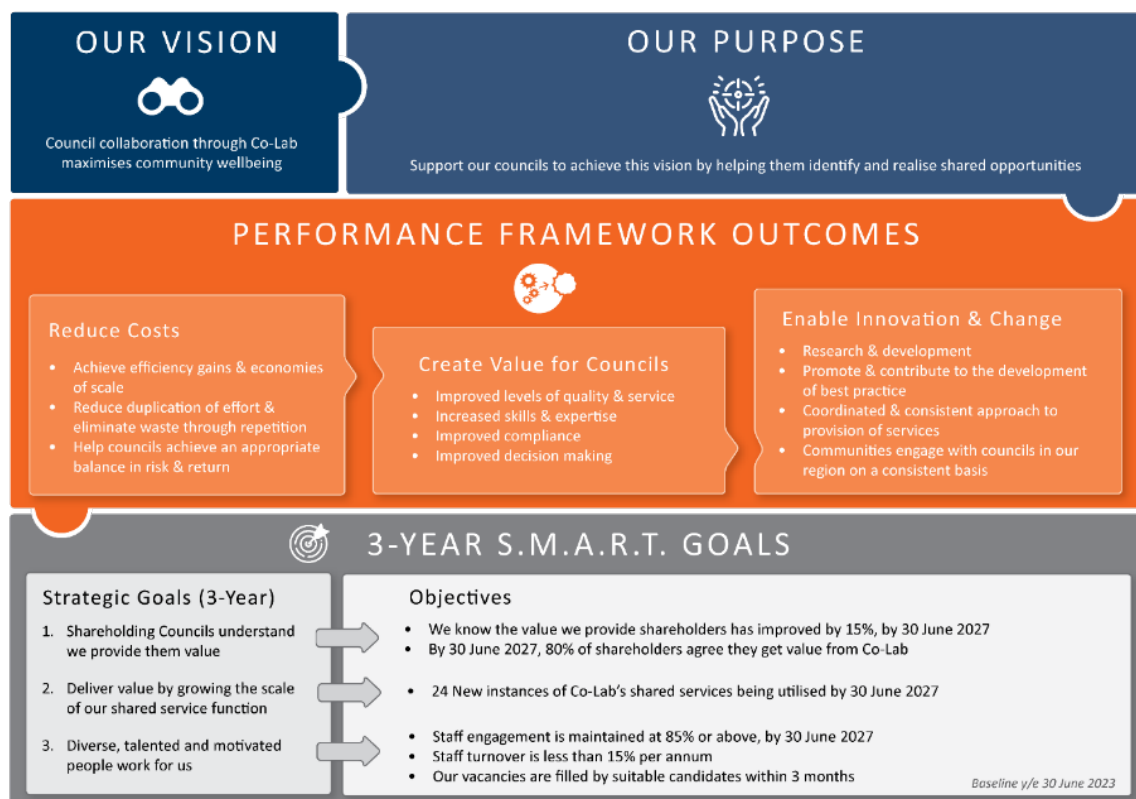 OUR VISION
Council collaboration through Co-Lab
maximises community wellbeing
OUR PURPOSE
Support our councils to achieve this vision by helping them identify and realise shared opportunities
PERFORMANCE FRAMEWORK OUTCOMES
Reduce Costs
• Achieve efficiency gains & economies
of scale
• Reduce duplication of effort &
eliminate waste through repetition
• Help councils achieve an appropriate
balance in risk & return
Create Value for Councils
• Improved levels of quality & service
• Increased skills & expertise
• Improved compliance
• Improved decision making
Enable Innovation & Change
• Research & development
• Promote & contribute to the development
of best practice
• Coordinated & consistent approach to
provision of services
• Communities engage with councils in our
region on a consistent basis
3-YEAR S.M.A.R.T. GOALS
Strategic Goals (3-Year)
1. Shareholding Councils understand
we provide them value
2. Deliver value by growing the scale
of our shared service function
3. Diverse, talented and motivated
people work for us
Objectives
• We know the value we provide shareholders has improved by 15%, by 30 June 2027
• By 30 June 2027, 80% of shareholders agree they get value from Co-Lab
• 24 New instances of Co-Lab's shared services being utilised by 30 June 2027
• Staff engagement is maintained at 85% or above, by 30 June 2027
• Staff turnover is less than 15% per annum
• Our vacancies are filled by suitable candidates within 3 months
Baseline y/e 30 June 2023